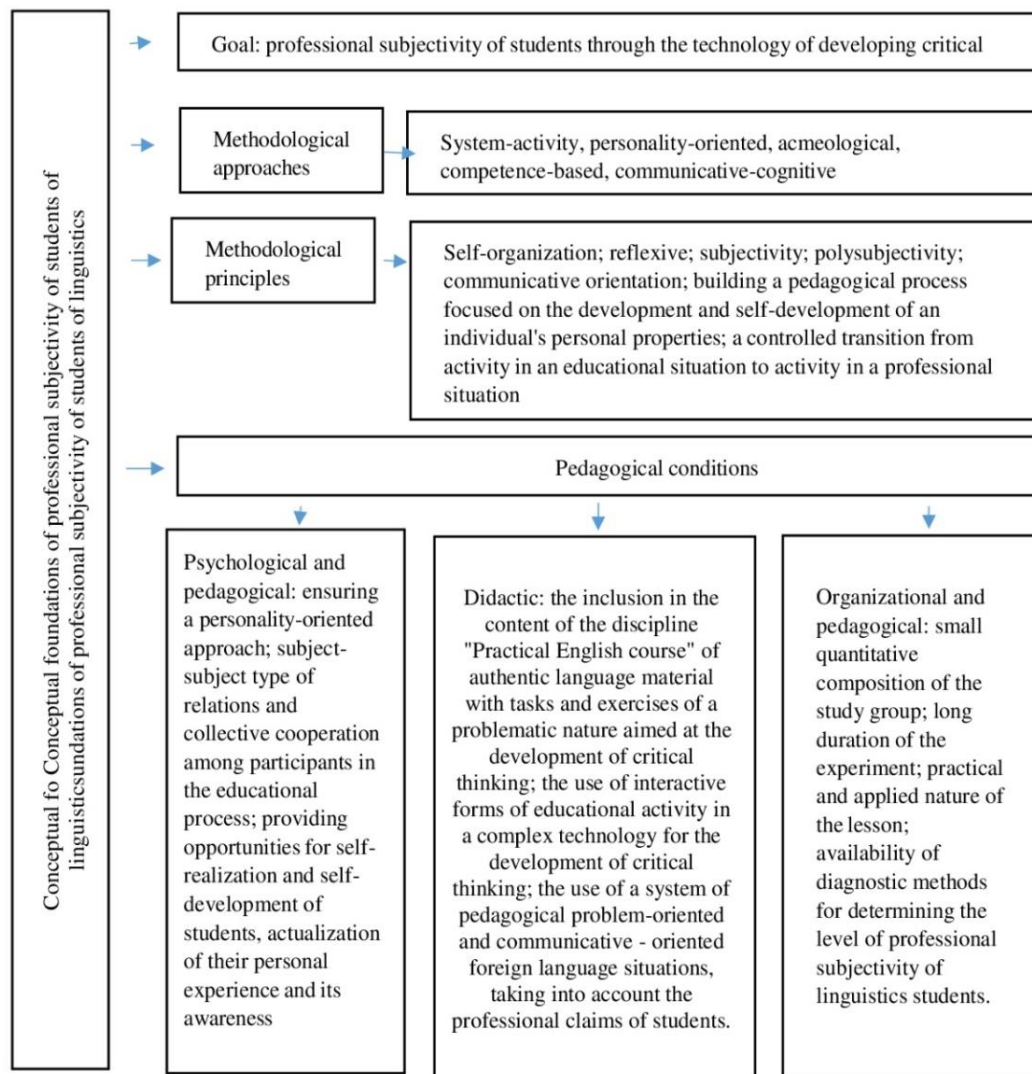 Conceptual fo Conceptual foundations of professional subjectivity of students of
linguisticsundations of professional subjectivity of students of linguistics
Goal: professional subjectivity of students through the technology of developing critical
Methodological
approaches
System-activity, personality-oriented, acmeological,
competence-based, communicative-cognitive
Methodological
principles
Self-organization; reflexive; subjectivity; polysubjectivity;
communicative orientation; building a pedagogical process
focused on the development and self-development of an
individual's personal properties; a controlled transition from
activity in an educational situation to activity in a professional
situation
Pedagogical conditions
Psychological and
pedagogical: ensuring
a personality-oriented
approach; subject-
subject type of
relations and
collective cooperation
among participants in
the educational
process; providing
opportunities for self-
realization and self-
development of
students, actualization
of their personal
experience and its
awareness
Didactic: the inclusion in the
content of the discipline
"Practical English course" of
authentic language material
with tasks and exercises of a
problematic nature aimed at the
development of critical
thinking; the use of interactive
forms of educational activity in
a complex technology for the
development of critical
thinking; the use of a system of
pedagogical problem-oriented
and communicative - oriented
foreign language situations,
taking into account the
professional claims of students.
Organizational and
pedagogical: small
quantitative
composition of the
study group; long
duration of the
experiment; practical
and applied nature of
the lesson;
availability of
diagnostic methods
for determining the
level of professional
subjectivity of
linguistics students.